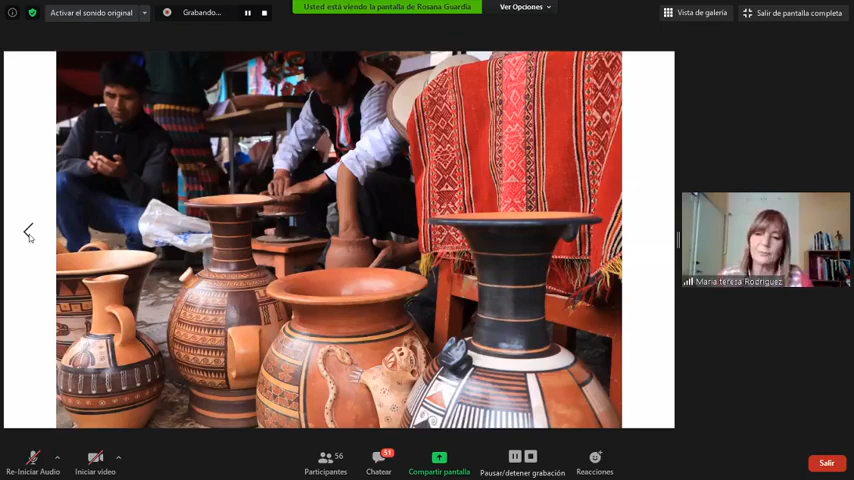 Activar el sonido original
Grabando...
Usted está viendo la pantalla de Rosana Guardia
Ver Opciones
Vista de galería
Salir de pantalla completa
Maria teresa Rodriguez
Re-Iniciar Audio
Iniciar video
56
Participantes
51
Chatear
Compartir pantalla
Pausar/detener grabación
Reacciones
Salir